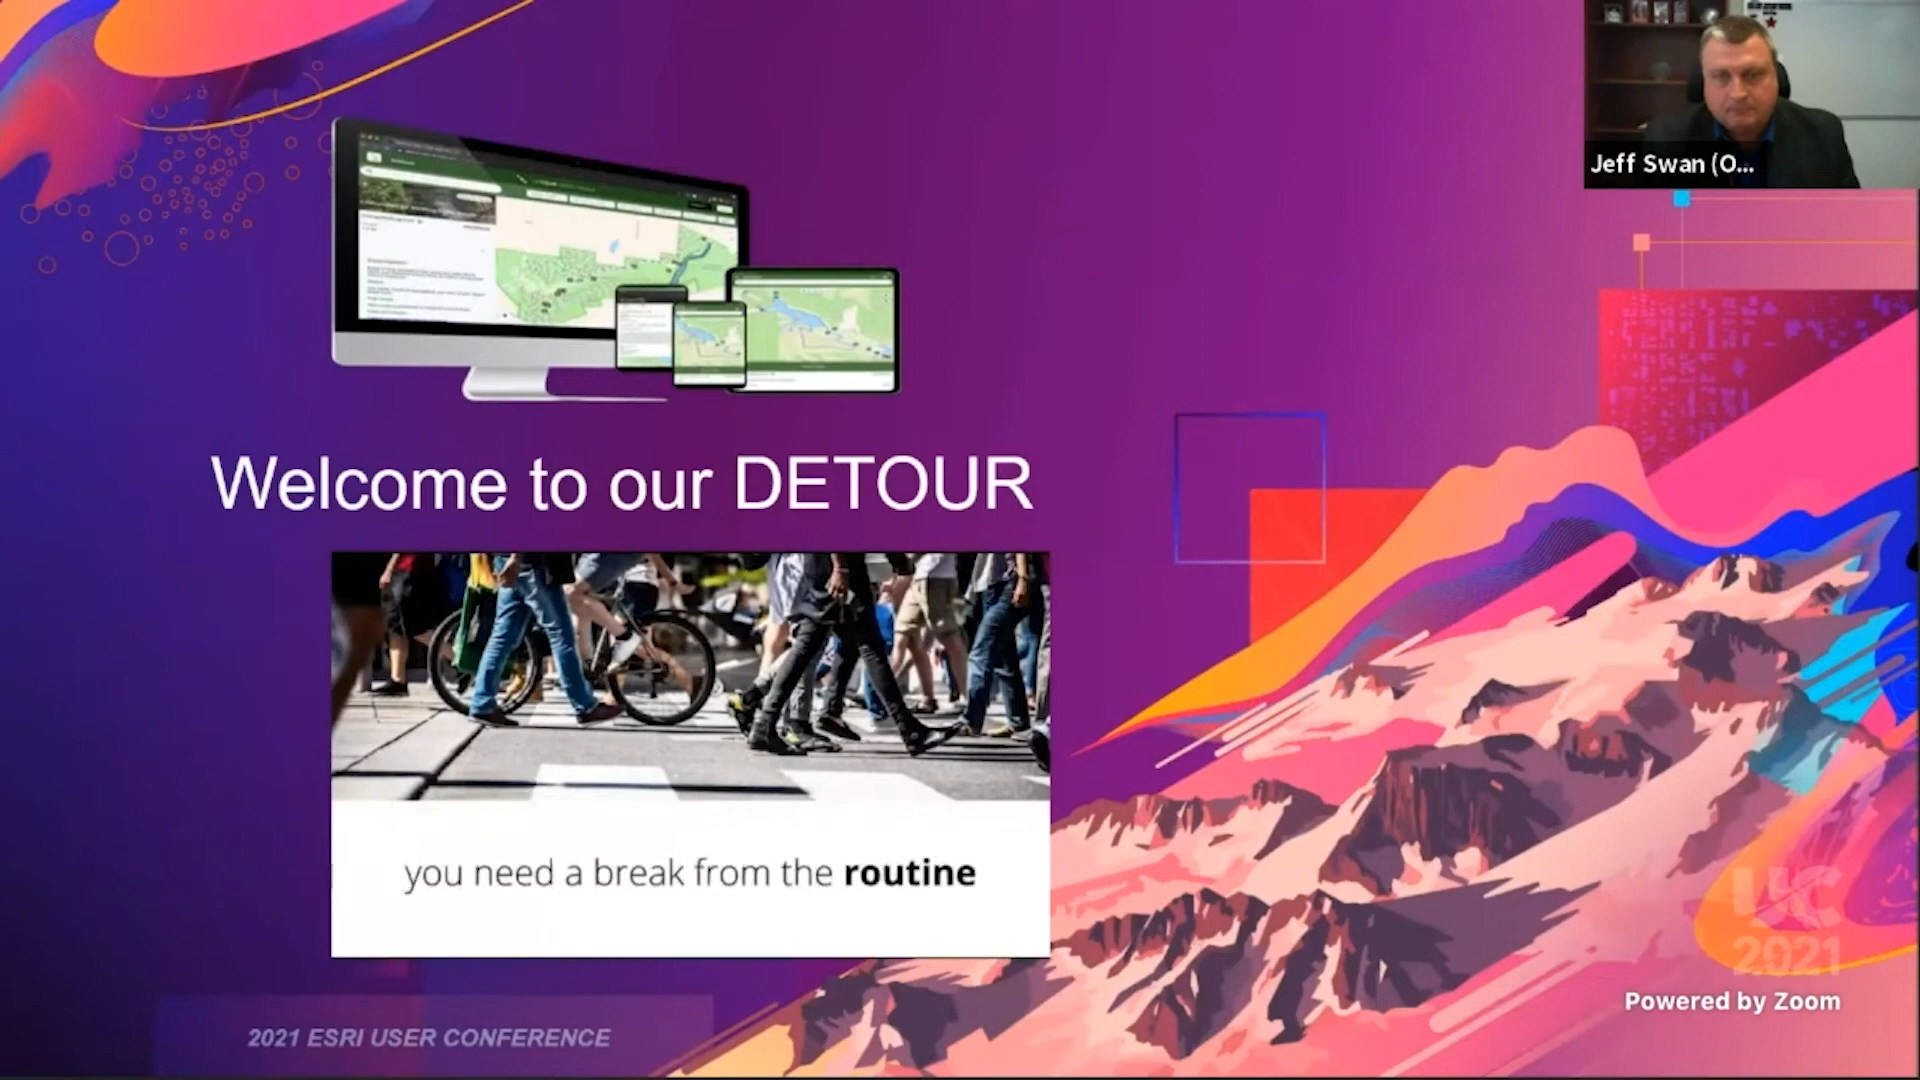 Jeff Swan (O...
Welcome to our DETOUR
you need a break from the routine
UC
2021
Powered by Zoom
2021 ESRI USER CONFERENCE